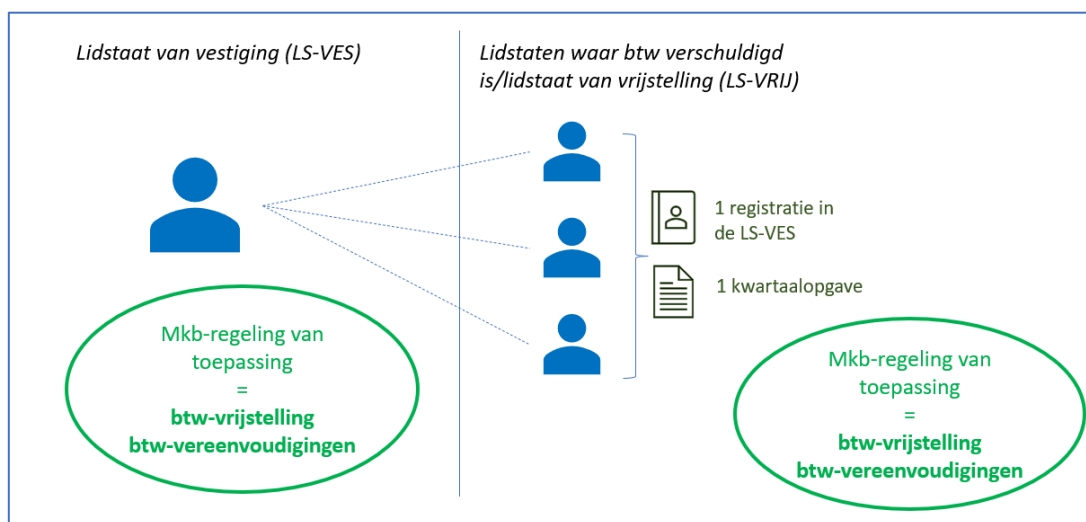 Lidstaat van vestiging (LS-VES)
Lidstaten waar btw verschuldigd
is/lidstaat van vrijstelling (LS-VRIJ)
1 registratie in
de LS-VES
1 kwartaalopgave
Mkb-regeling van
toepassing
=
btw-vrijstelling
btw-vereenvoudigingen
Mkb-regeling van
toepassing
=
btw-vrijstelling
btw-vereenvoudigingen